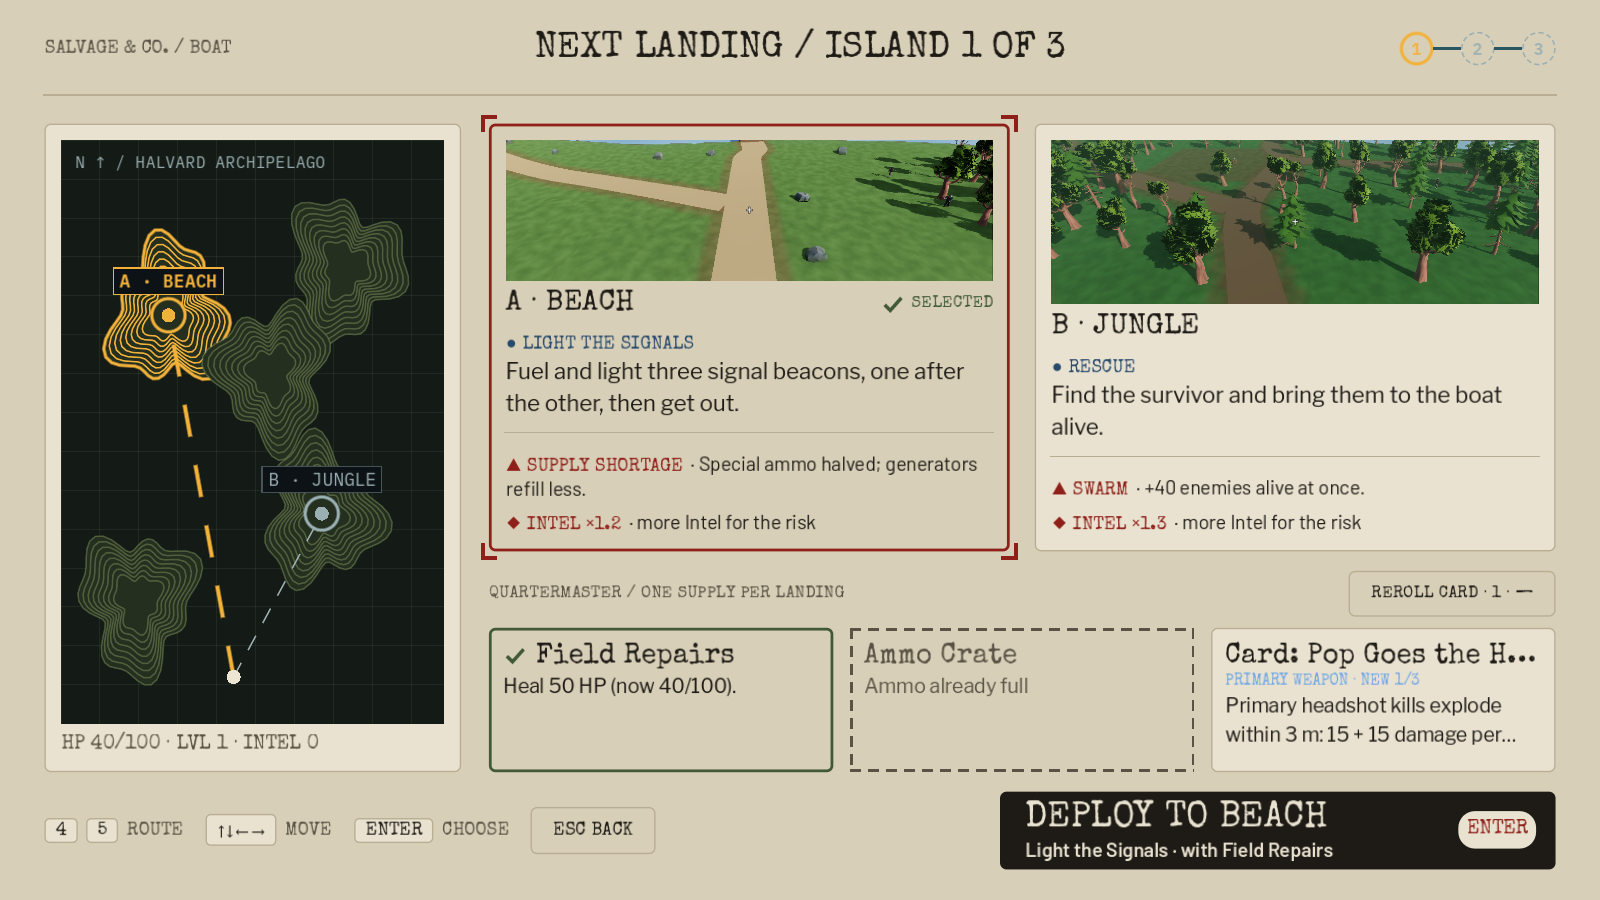 SALVAGE & CO. / BOAT
NEXT LANDING / ISLAND 1 OF 3
1 2 3
N ↑ / HALVARD ARCHIPELAGO
A · BEACH
B · JUNGLE
HP 40/100 · LVL 1 · INTEL 0
A · BEACH
SELECTED
● LIGHT THE SIGNALS
Fuel and light three signal beacons, one after
the other, then get out.
▲ SUPPLY SHORTAGE · Special ammo halved; generators
refill less.
◆ INTEL ×1.2 · more Intel for the risk
B · JUNGLE
● RESCUE
Find the survivor and bring them to the boat
alive.
▲ SWARM · +40 enemies alive at once.
◆ INTEL ×1.3 · more Intel for the risk
QUARTERMASTER / ONE SUPPLY PER LANDING
REROLL CARD · 1 · —
Field Repairs
Heal 50 HP (now 40/100).
Ammo Crate
Ammo already full
Card: Pop Goes the H...
PRIMARY WEAPON · NEW 1/3
Primary headshot kills explode
within 3 m: 15 + 15 damage per...
4 5 ROUTE ↑↓←→ MOVE ENTER CHOOSE ESC BACK
DEPLOY TO BEACH
Light the Signals · with Field Repairs
ENTER